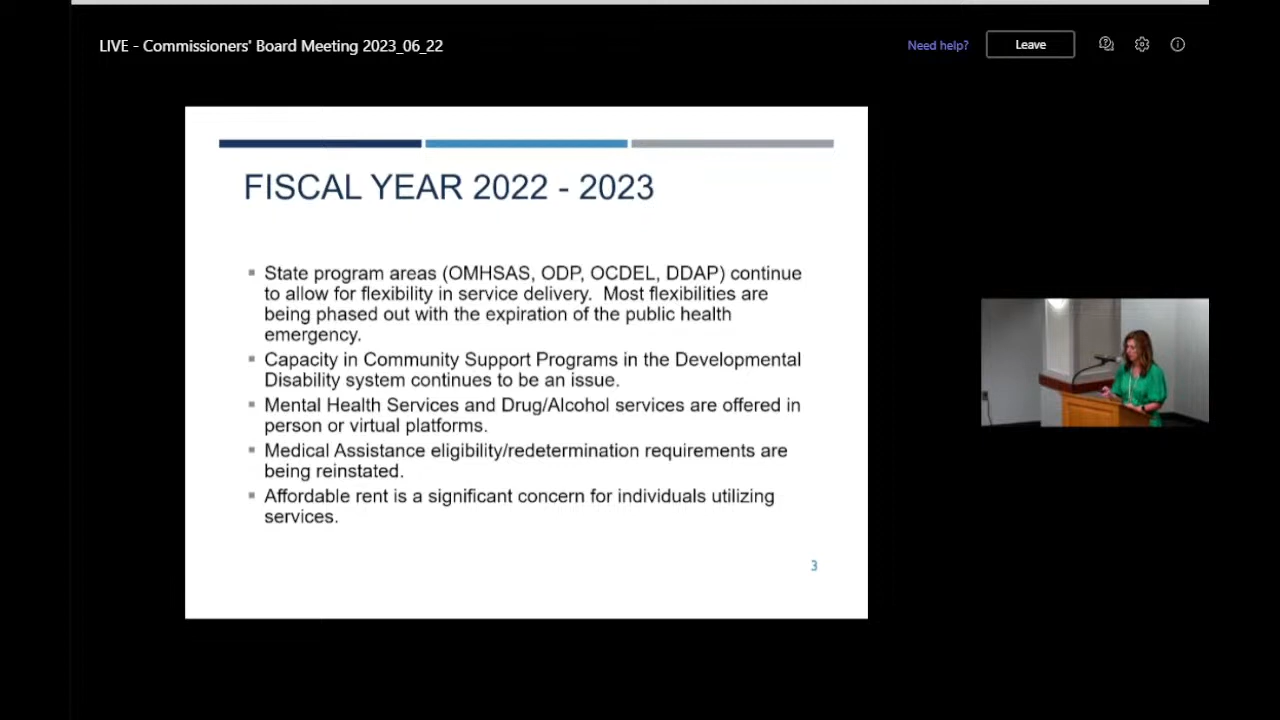 LIVE - Commissioners' Board Meeting 2023_06_22
Need help?
Leave
FISCAL YEAR 2022 - 2023
State program areas (OMHSAS, ODP, OCDEL, DDAP) continue
to allow for flexibility in service delivery.  Most flexibilities are
being phased out with the expiration of the public health
emergency.
Capacity in Community Support Programs in the Developmental
Disability system continues to be an issue.
Mental Health Services and Drug/Alcohol services are offered in
person or virtual platforms.
Medical Assistance eligibility/redetermination requirements are
being reinstated.
Affordable rent is a significant concern for individuals utilizing
services.
3